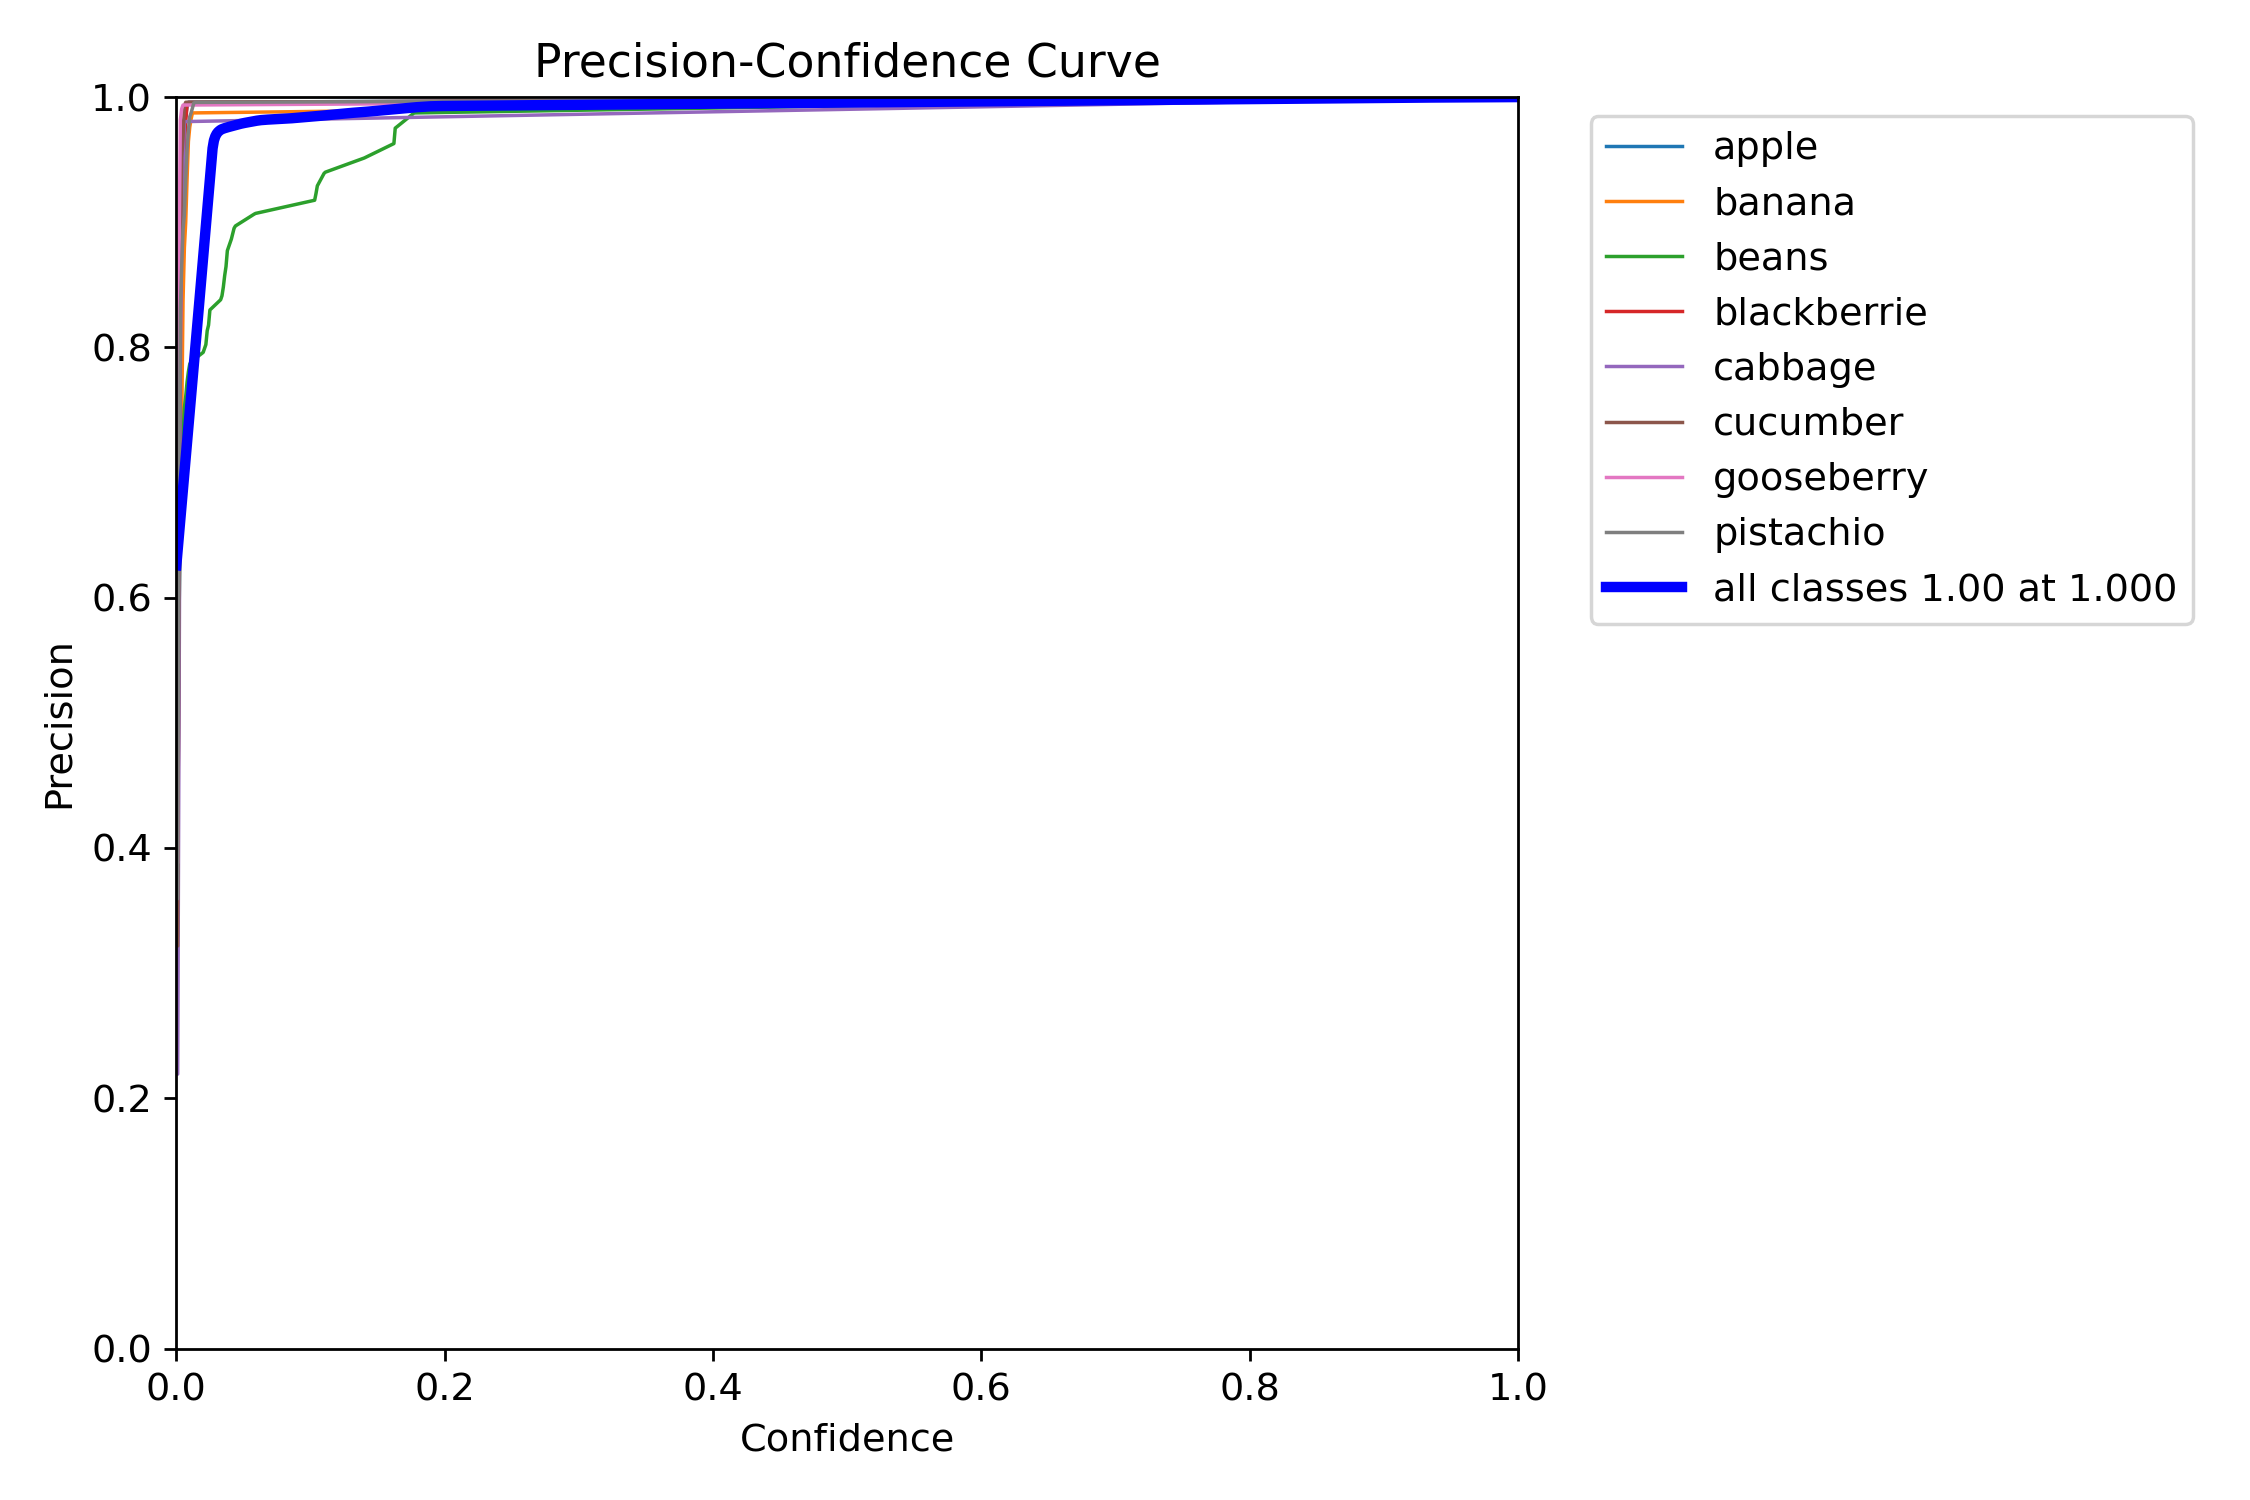 Precision-Confidence Curve
1.0
0.8
0.6
0.4
0.2
0.0
Precision
0.0 0.2 0.4 0.6 0.8 1.0
Confidence
apple
banana
beans
blackberrie
cabbage
cucumber
gooseberry
pistachio
all classes 1.00 at 1.000